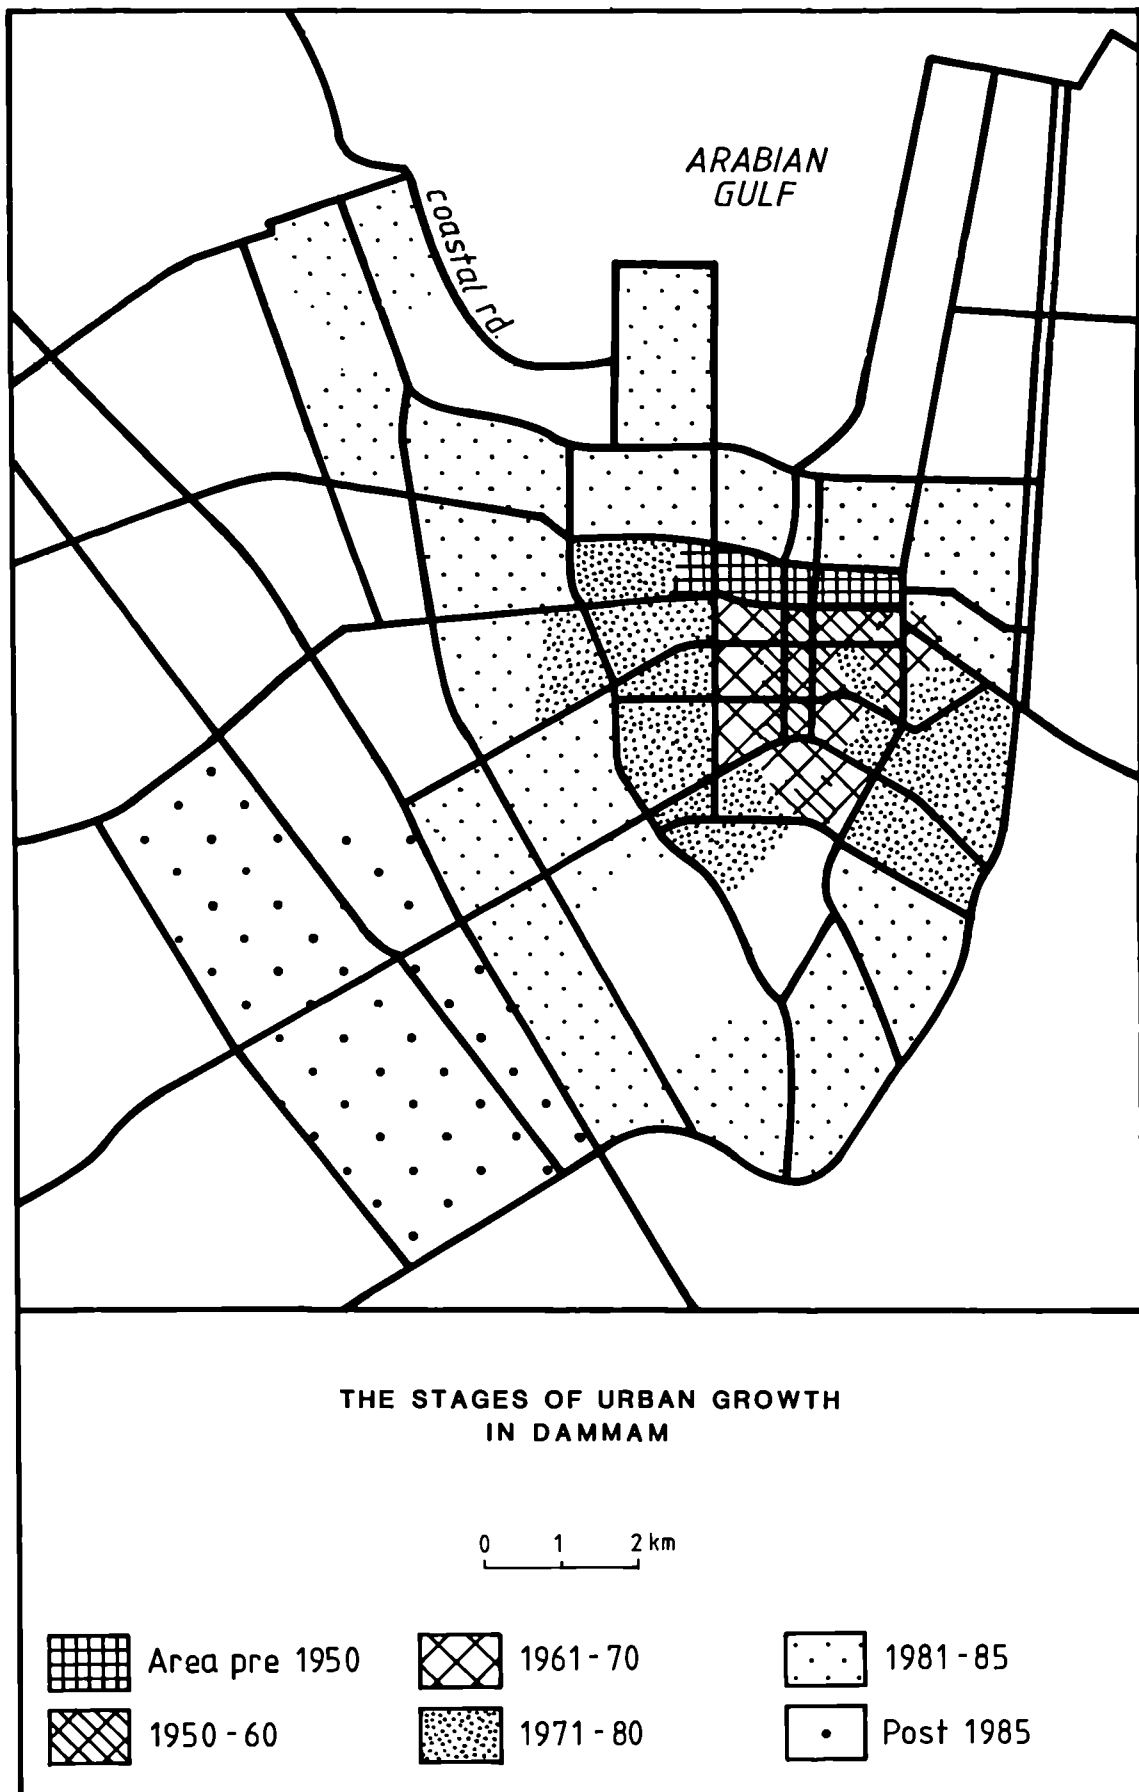 ARABIAN
GULF
coastal rd.
THE STAGES OF URBAN GROWTH
IN DAMMAM
0 1 2 km
Area pre 1950
1961-70
1981-85
1950-60
1971-80
Post 1985